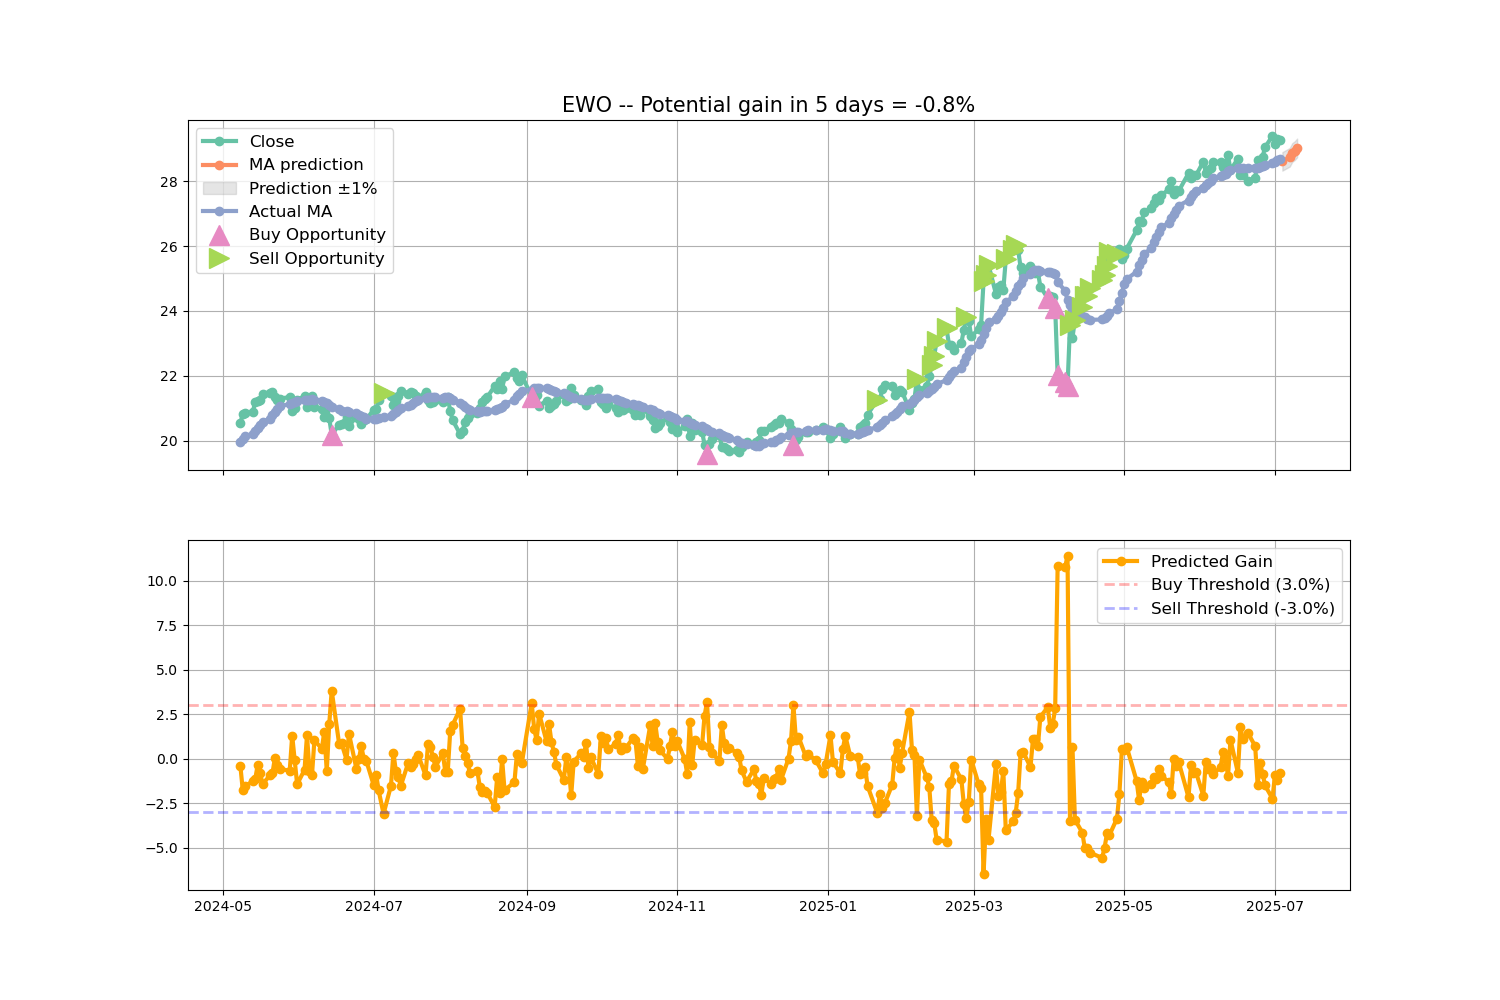 EWO -- Potential gain in 5 days = -0.8%
Close
MA prediction
Prediction ±1%
Actual MA
Buy Opportunity
Sell Opportunity
28
26
24
22
20
Predicted Gain
Buy Threshold (3.0%)
Sell Threshold (-3.0%)
10.0
7.5
5.0
2.5
0.0
−2.5
−5.0
2024-05 2024-07 2024-09 2024-11 2025-01 2025-03 2025-05 2025-07